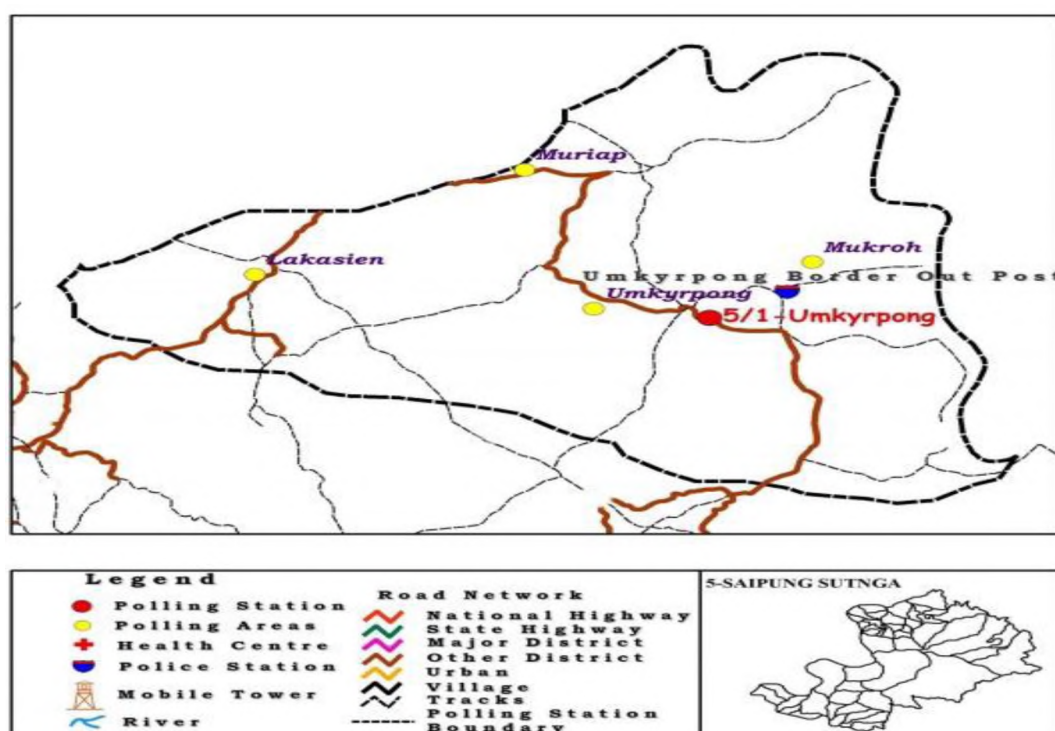 Muriap
Mukroh
Lakasien
Umkyrpong Border Out Post
Umkyrpong
5/1-Umkyrpong
Legend
Polling Station
Polling Areas
Health Centre
Police Station
Mobile Tower
River
Road Network
National Highway
State Highway
Major District
Other District
Urban
Village
Tracks
Polling Station
Boundary
5-SAIPUNG SUTNGA